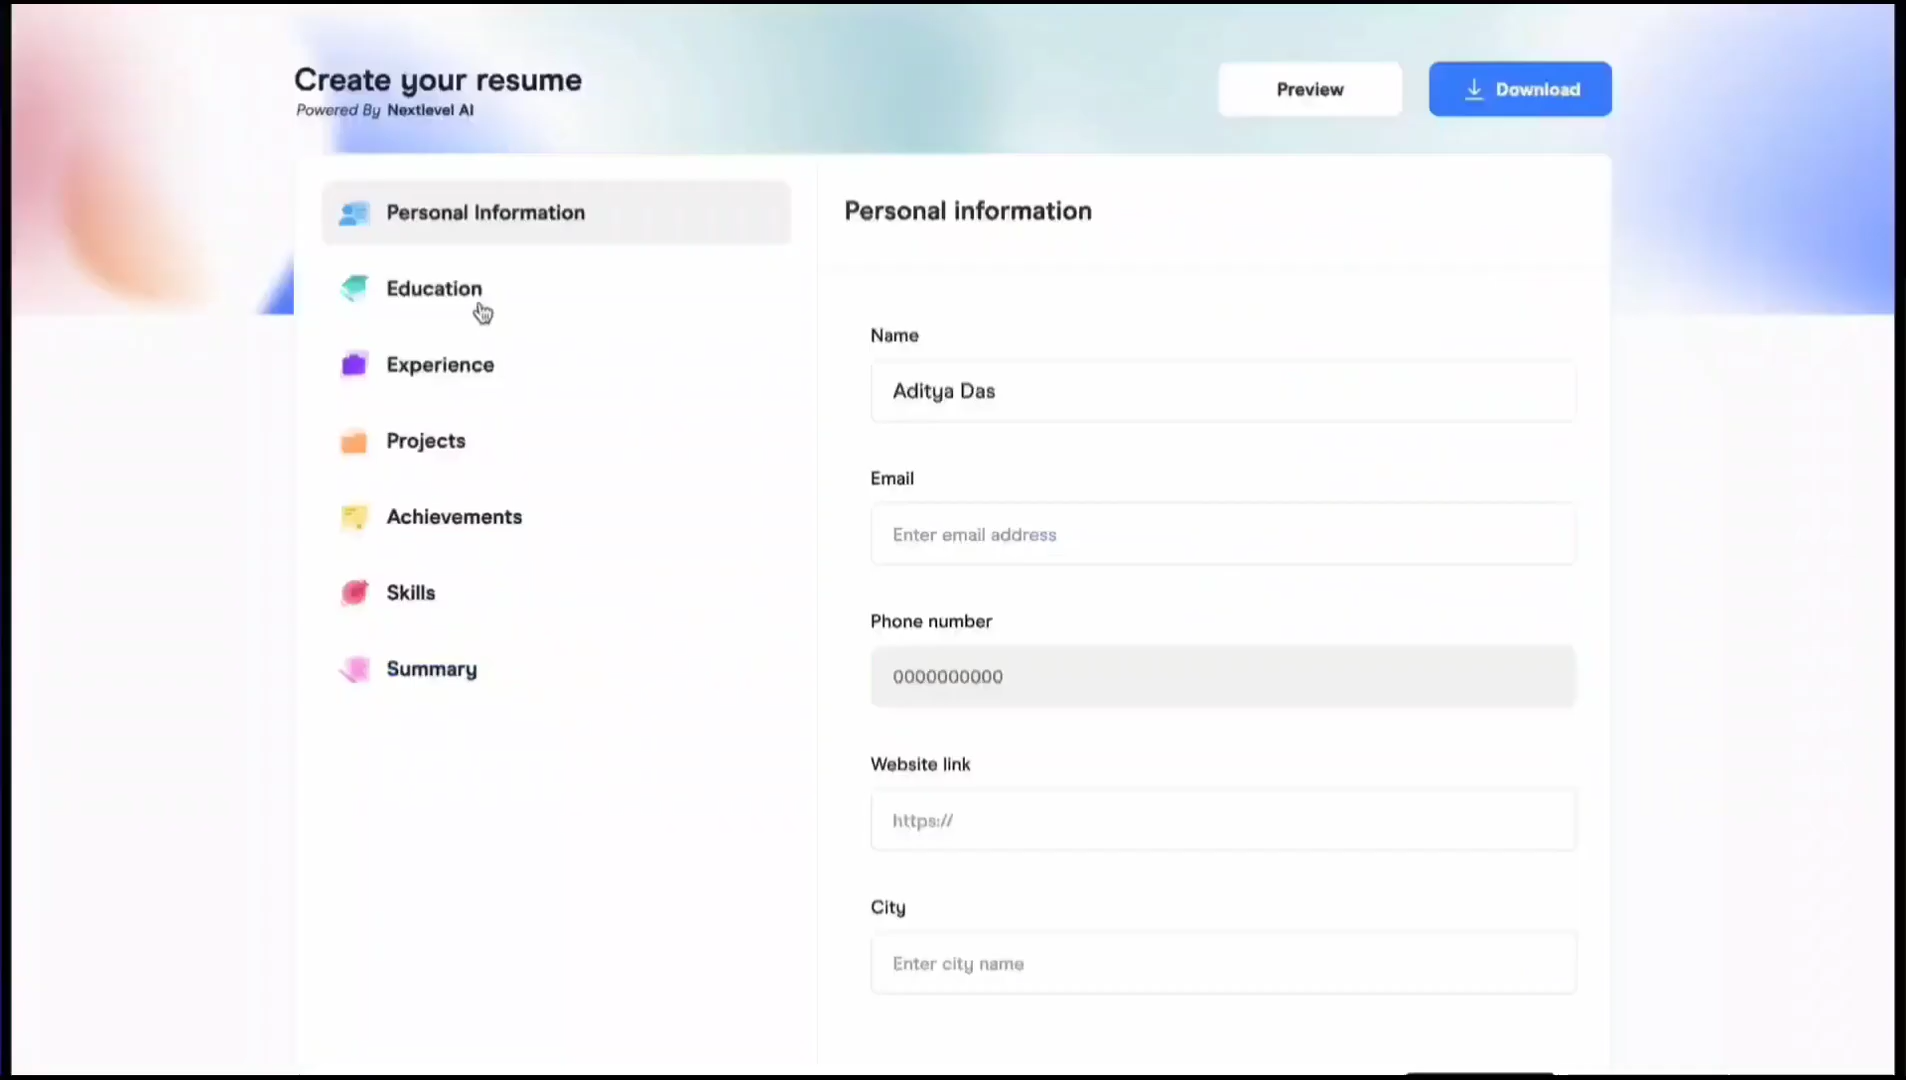 Create your resume
Powered By Nextlevel AI
Preview
Download
Personal Information
Education
Experience
Projects
Achievements
Skills
Summary
Personal information
Name
Aditya Das
Email
Enter email address
Phone number
0000000000
Website link
https://
City
Enter city name